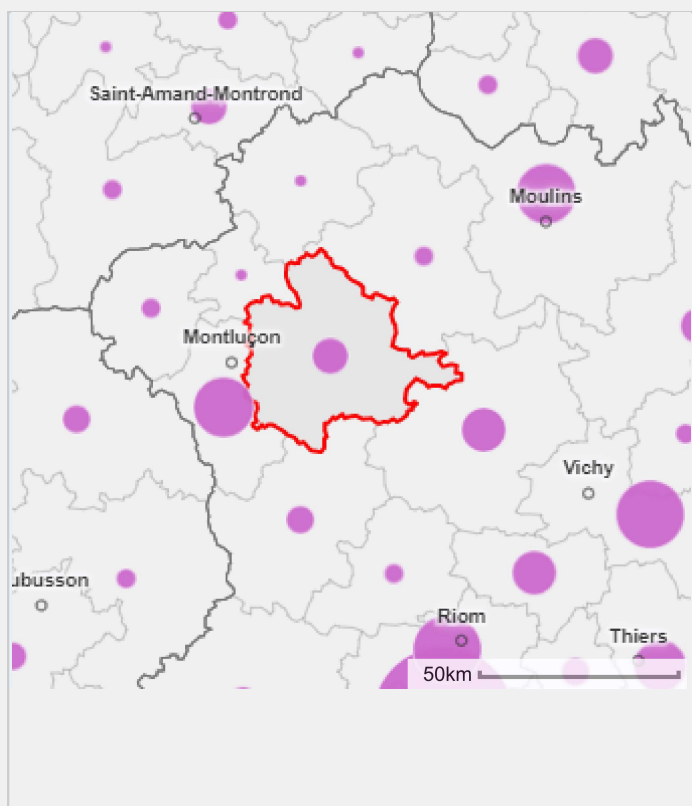 Saint-Amand-Montrond
Moulins
Montluçon
Vichy
ubusson
Riom
Thiers
50km